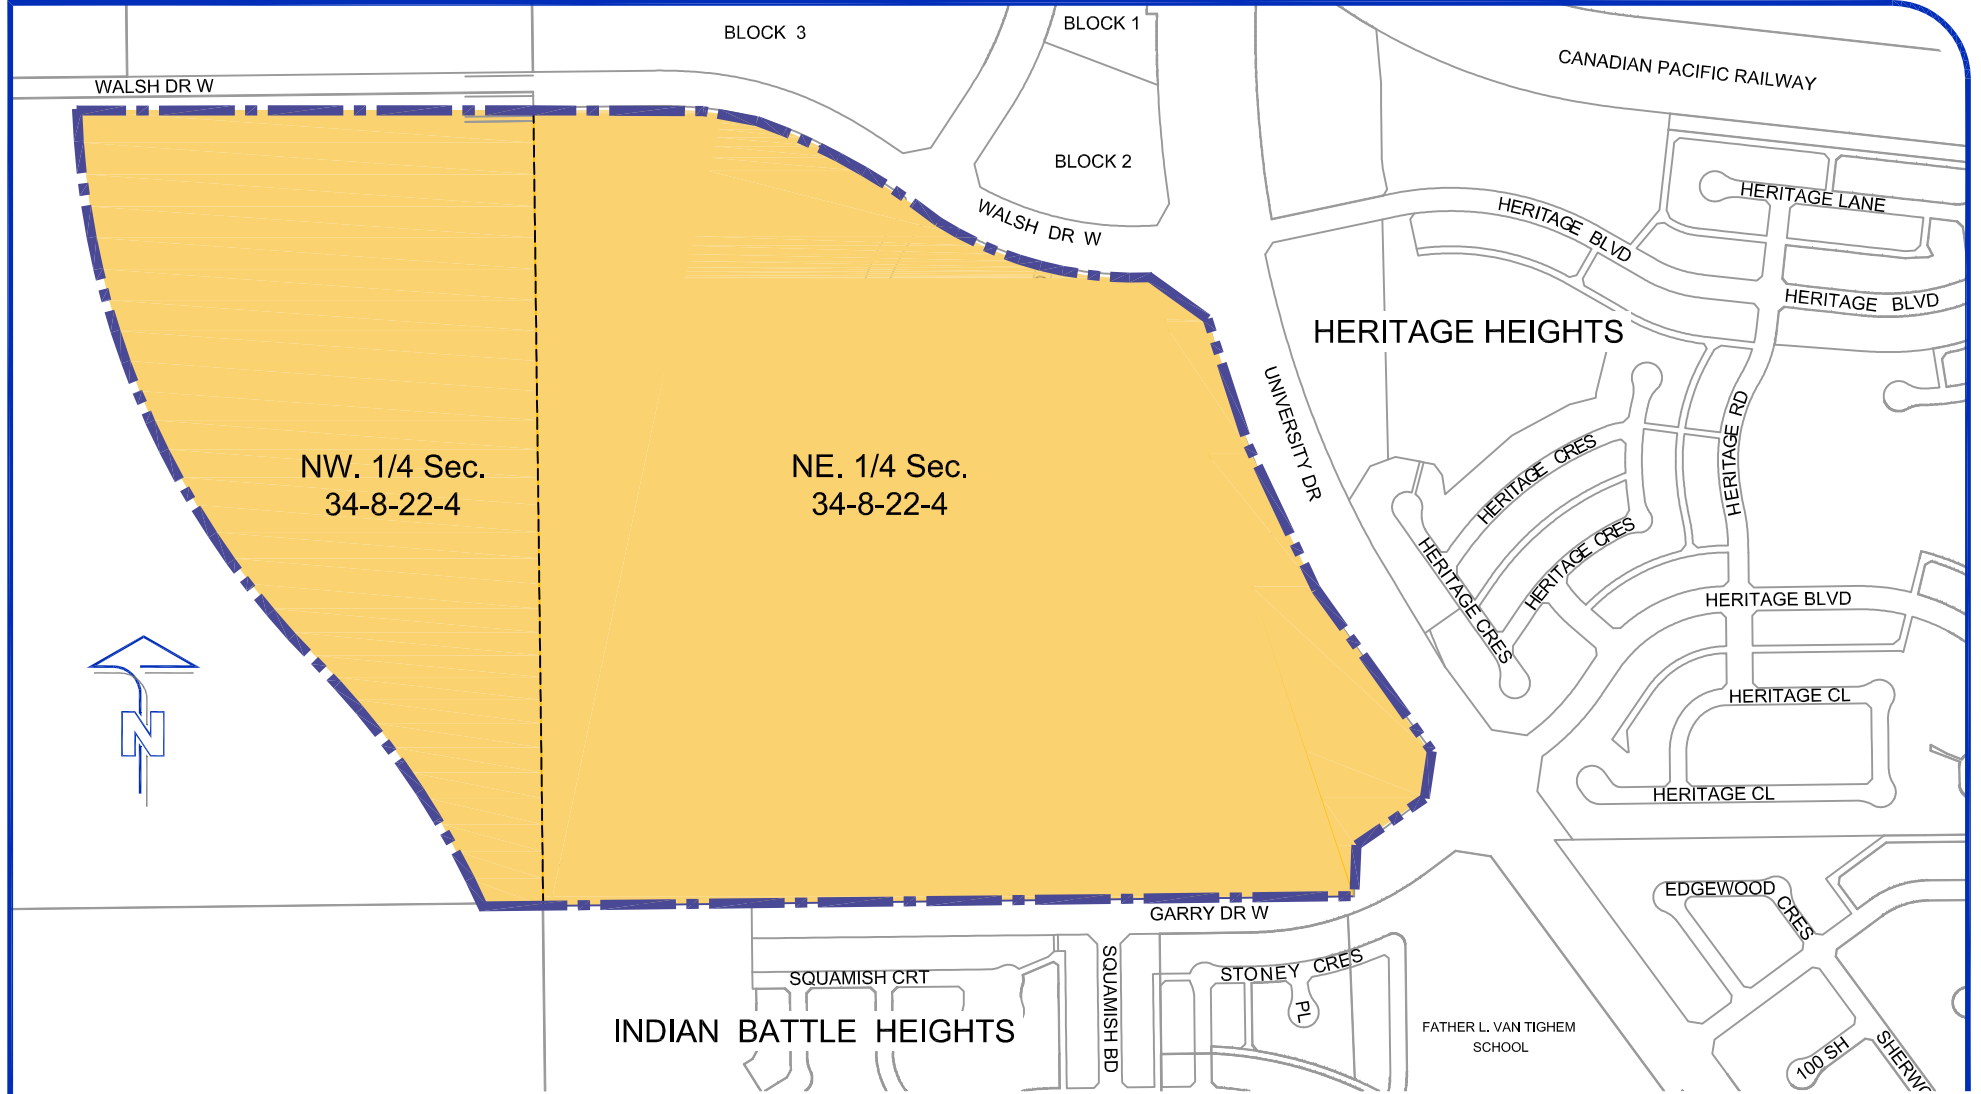 BLOCK 3
BLOCK 1
CANADIAN PACIFIC RAILWAY
WALSH DR W
BLOCK 2
HERITAGE LANE
WALSH DR W
HERITAGE BLVD
HERITAGE BLVD
HERITAGE HEIGHTS
UNIVERSITY DR
HERITAGE RD
NW. 1/4 Sec.
34-8-22-4
NE. 1/4 Sec.
34-8-22-4
HERITAGE CRES
HERITAGE CRES
HERITAGE CRES
HERITAGE BLVD
N
HERITAGE CL
HERITAGE CL
EDGEWOOD
CRES
GARRY DR W
SQUAMISH CRT
SQUAMISH BD
STONEY CRES
PL
INDIAN BATTLE HEIGHTS
FATHER L. VAN TIGHEM
SCHOOL
100 SH